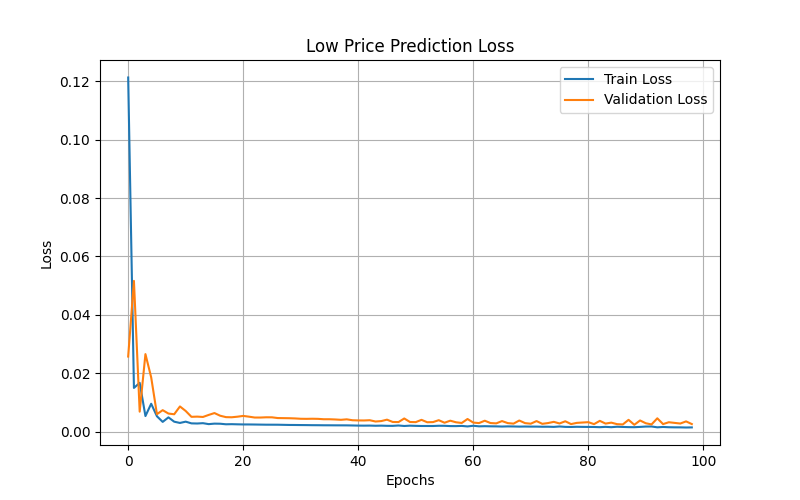 Low Price Prediction Loss
Train Loss
Validation Loss
0.12
0.10
0.08
0.06
0.04
0.02
0.00
Loss
0
20
40
60
80
100
Epochs